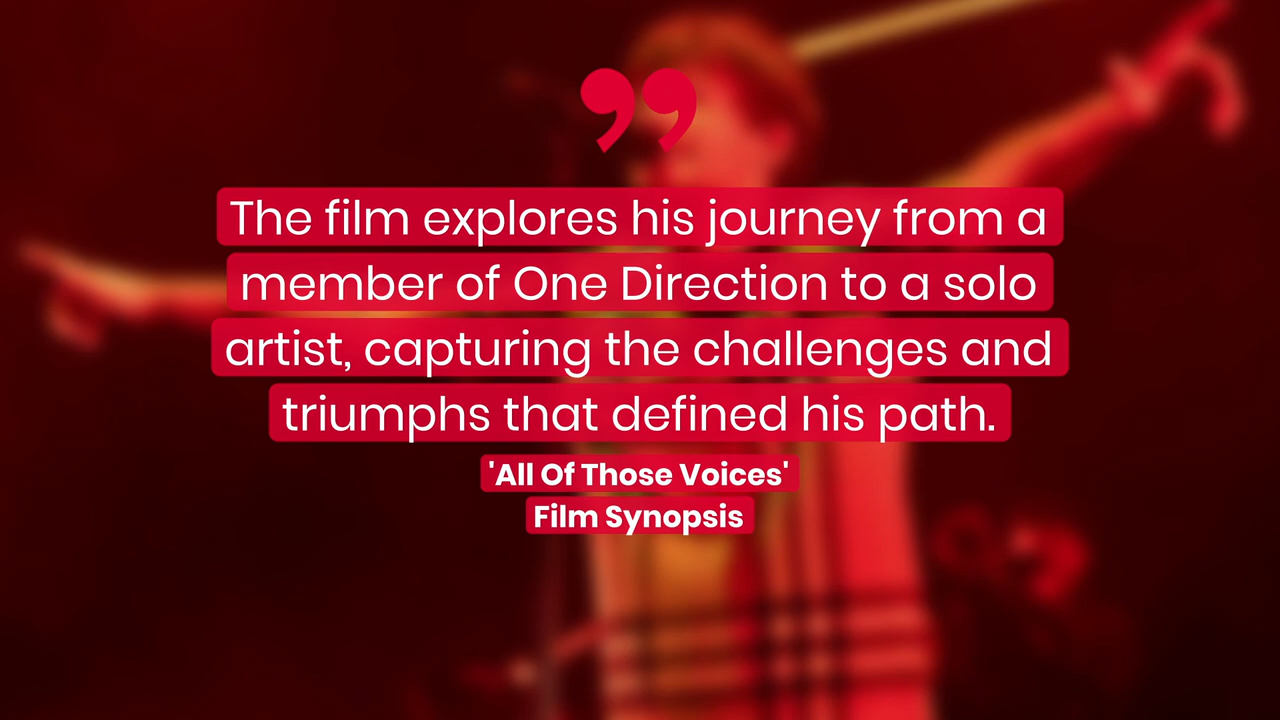 ”
The film explores his journey from a
member of One Direction to a solo
artist, capturing the challenges and
triumphs that defined his path.
'All Of Those Voices'
Film Synopsis